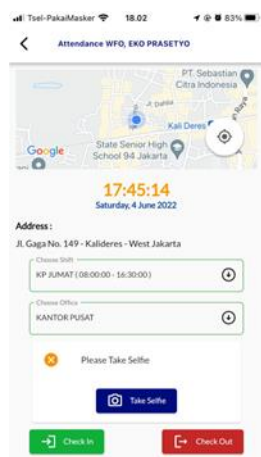 Tsel-PakaiMasker 18.02 83%
Attendance WFO, EKO PRASETYO
PT. Sebastian
Citra Indonesia
Jl. Dahlia
Kali Deres
State Senior High
School 94 Jakarta
Google
17:45:14
Saturday, 4 June 2022
Address :
Jl. Gaga No. 149 - Kalideres - West Jakarta
Choose Shift
KP JUMAT ( 08:00:00 - 16:30:00 )
Choose Office
KANTOR PUSAT
Please Take Selfie
Take Selfie
Check In
Check Out